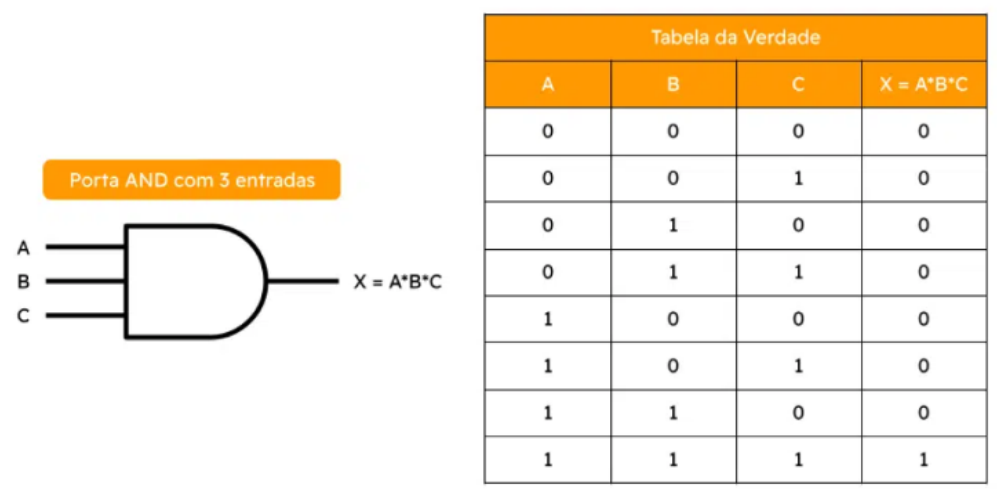 Porta AND com 3 entradas
A
B
C
X = A*B*C
Tabela da Verdade
A B C X = A*B*C
0 0 0 0
0 0 1 0
0 1 0 0
0 1 1 0
1 0 0 0
1 0 1 0
1 1 0 0
1 1 1 1